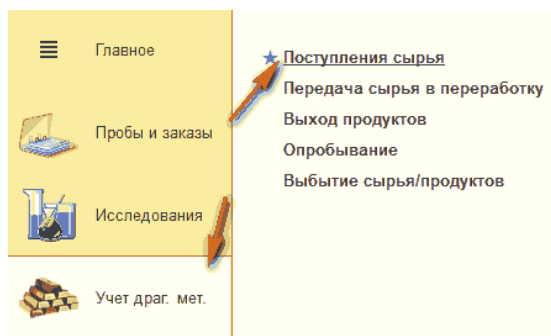 Главное
Пробы и заказы
Исследования
Учет драг. мет.
Поступления сырья
Передача сырья в переработку
Выход продуктов
Опробывание
Выбытие сырья/продуктов